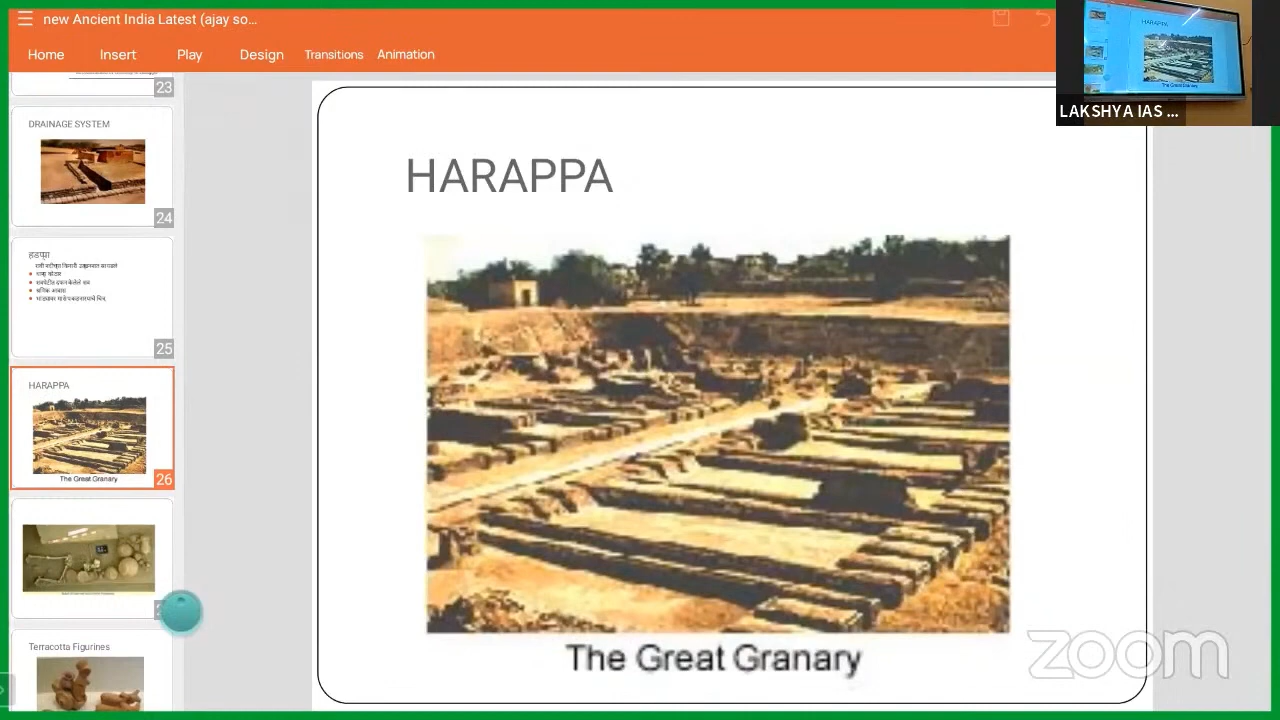 new Ancient India Latest (ajay so...
Home Insert Play Design Transitions Animation
LAKSHYA IAS ...
23
DRAINAGE SYSTEM
24
हडप्पा
25
HARAPPA
The Great Granary
26
Terracotta Figurines
HARAPPA
The Great Granary
zoom